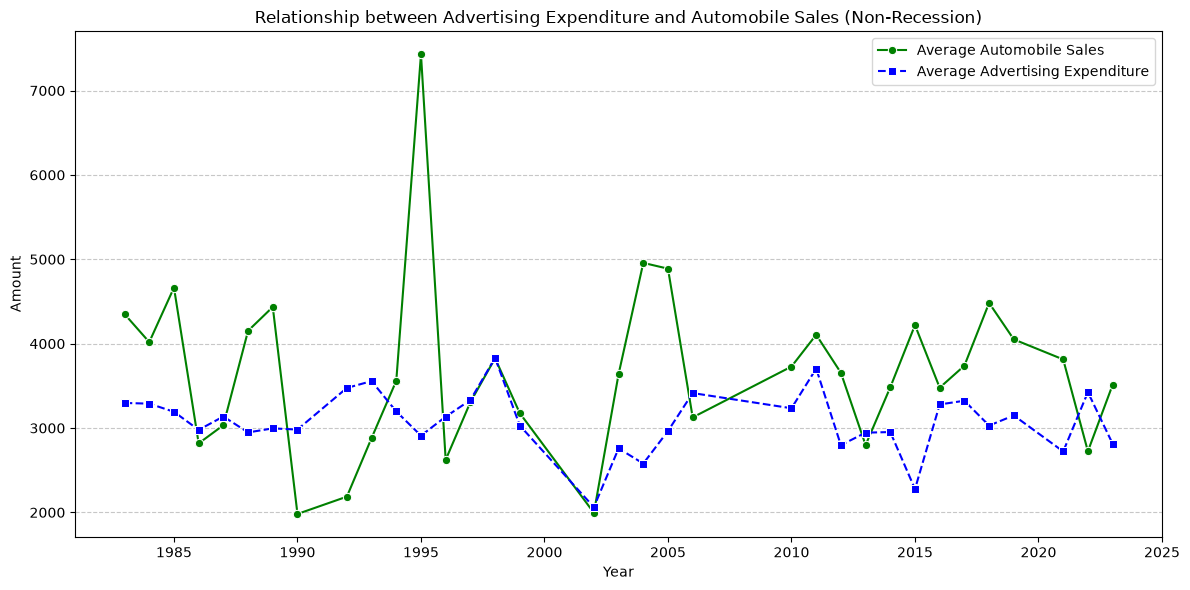 Relationship between Advertising Expenditure and Automobile Sales (Non-Recession)
Average Automobile Sales
Average Advertising Expenditure
7000
6000
5000
4000
3000
2000
Amount
1985 1990 1995 2000 2005 2010 2015 2020 2025
Year